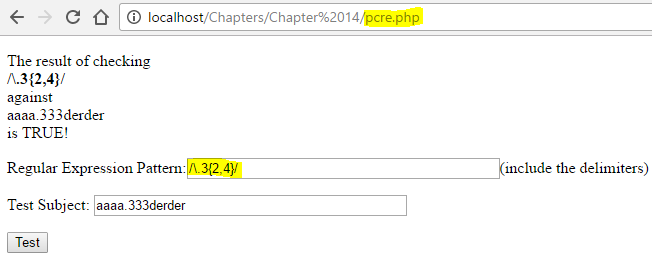 localhost/Chapters/Chapter%2014/pcre.php
The result of checking
/\.3{2,4}/
against
aaaa.333derder
is TRUE!
Regular Expression Pattern: /\.3{2,4}/ (include the delimiters)
Test Subject: aaaa.333derder
Test